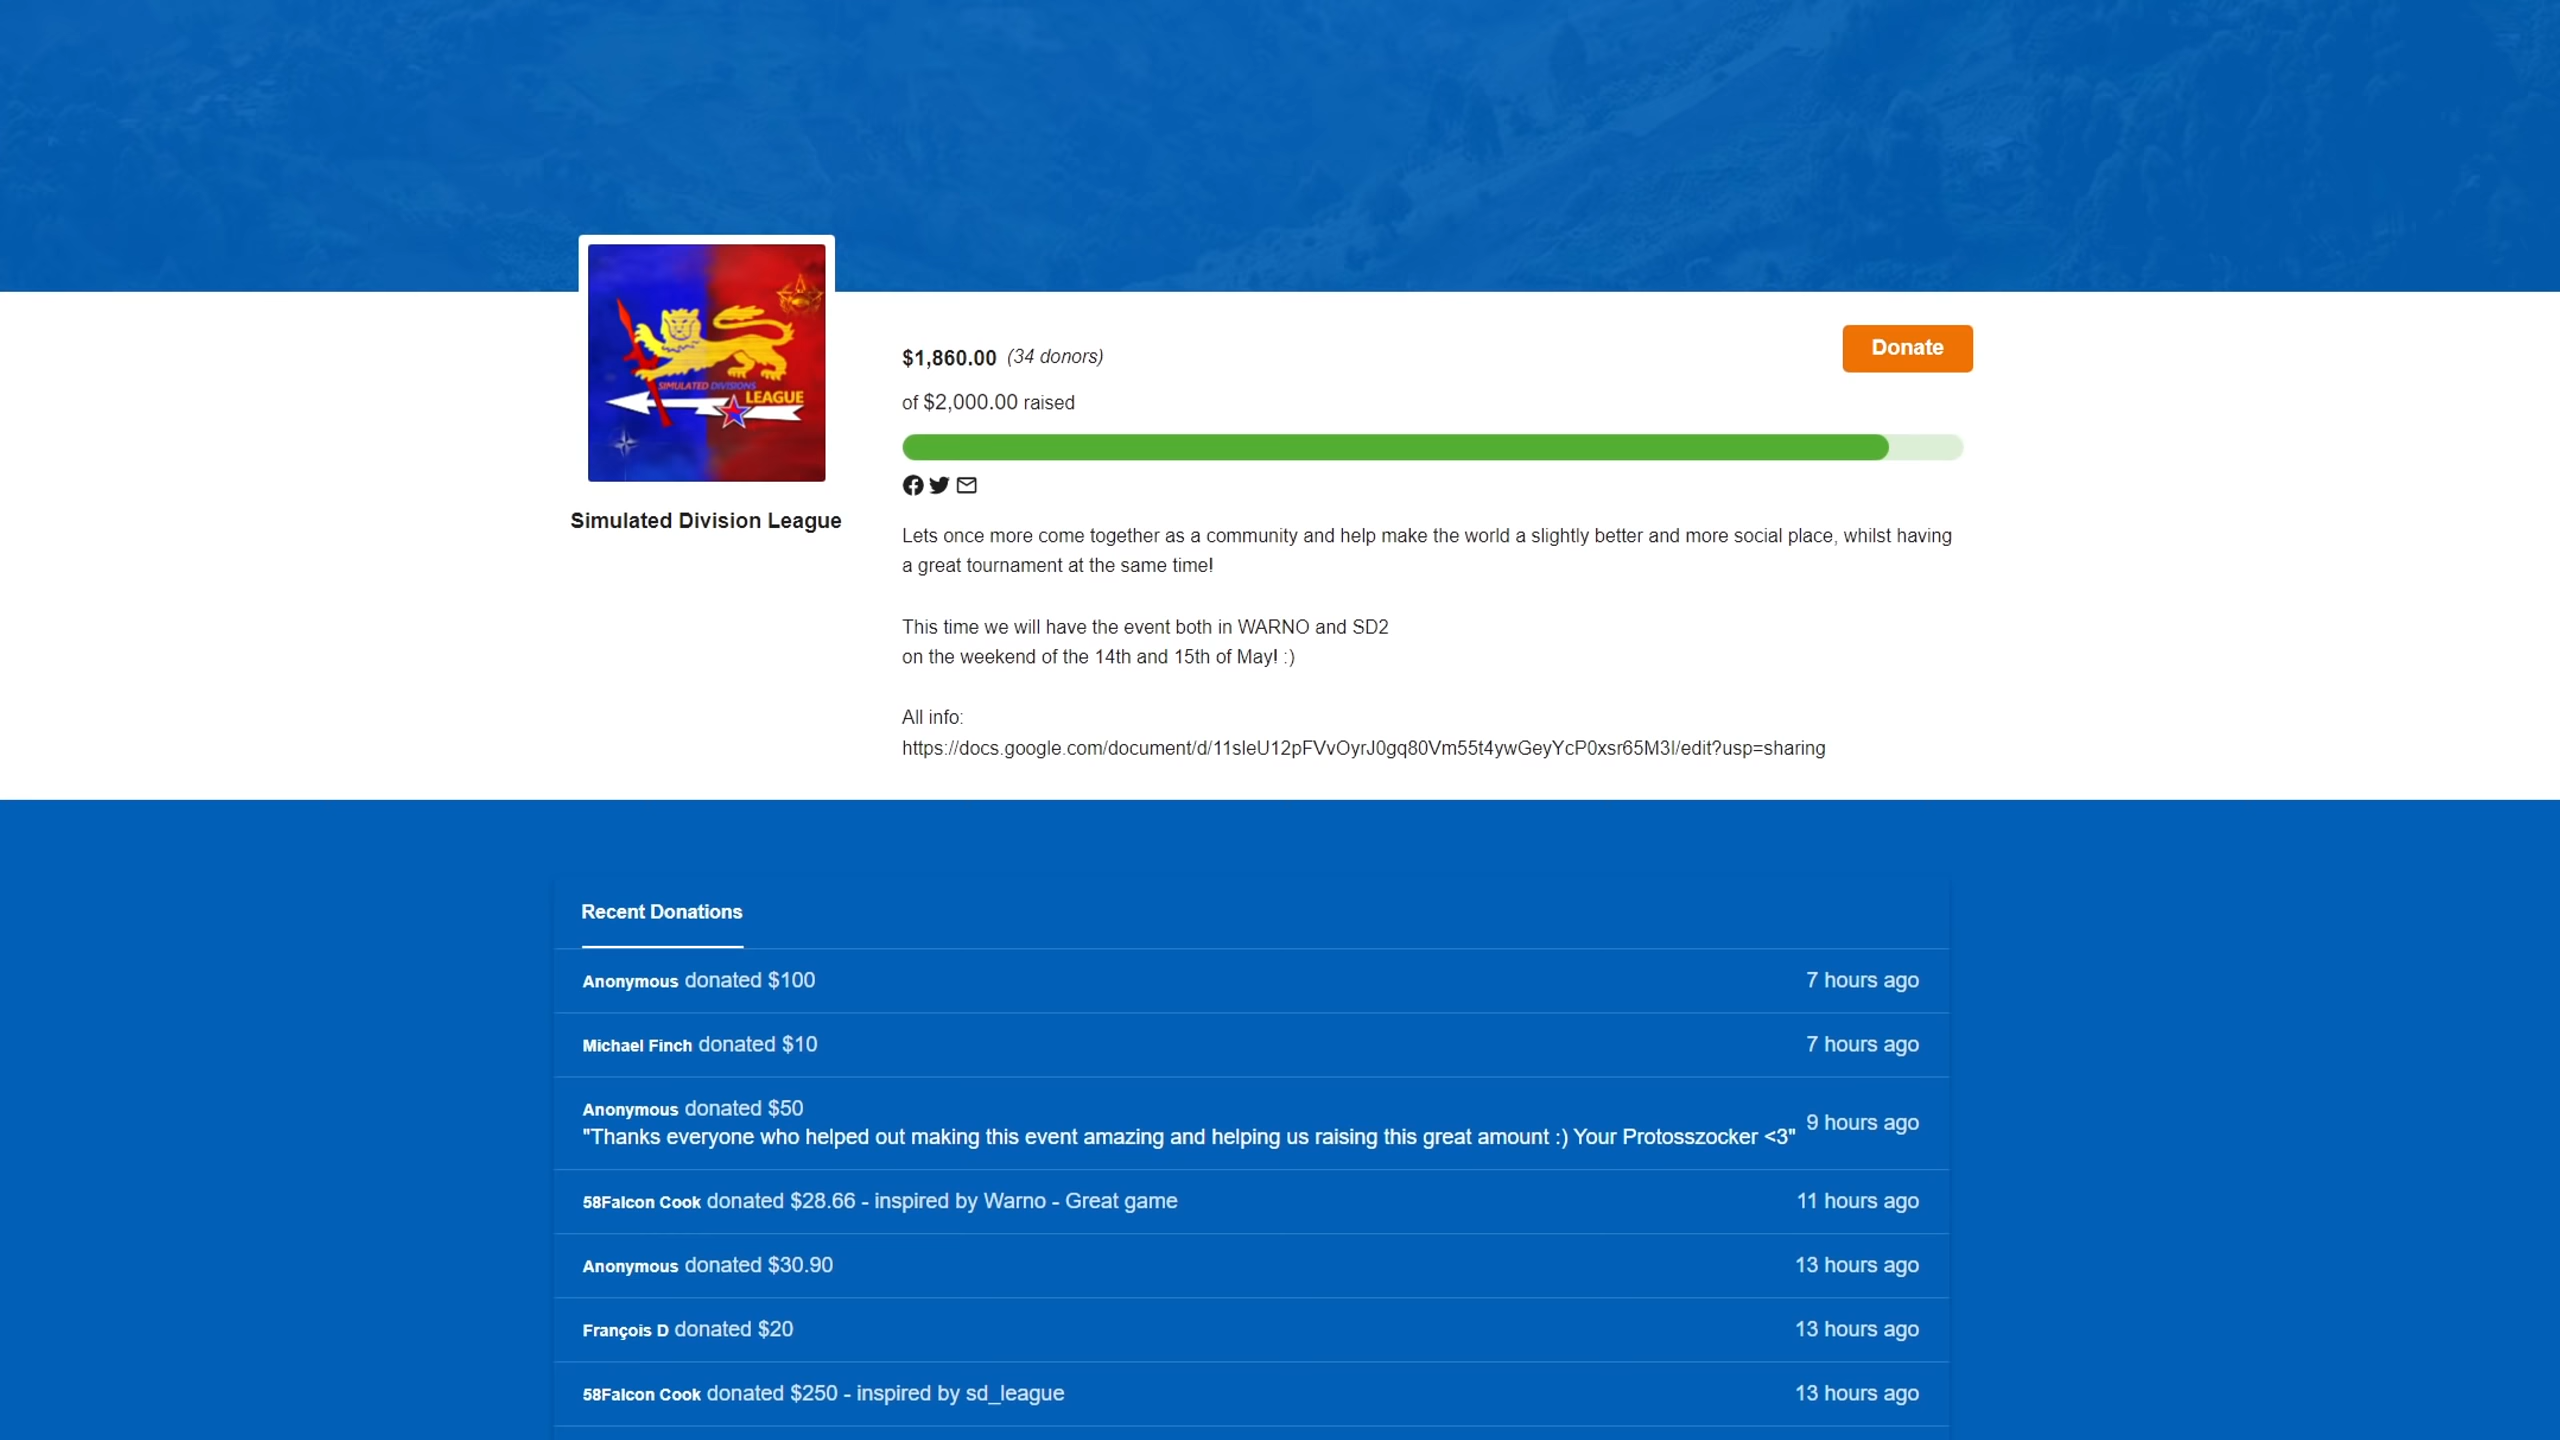 SIMULATED DIVISIONS
LEAGUE
Simulated Division League
$1,860.00 (34 donors)
of $2,000.00 raised
Donate
Lets once more come together as a community and help make the world a slightly better and more social place, whilst having
a great tournament at the same time!
This time we will have the event both in WARNO and SD2
on the weekend of the 14th and 15th of May! :)
All info:
https://docs.google.com/document/d/11sleU12pFVvOyrJ0gq80Vm55t4ywGeyYcP0xsr65M3I/edit?usp=sharing
Recent Donations
Anonymous donated $100 7 hours ago
Michael Finch donated $10 7 hours ago
Anonymous donated $50
"Thanks everyone who helped out making this event amazing and helping us raising this great amount :) Your Protosszocker <3" 9 hours ago
58Falcon Cook donated $28.66 - inspired by Warno - Great game 11 hours ago
Anonymous donated $30.90 13 hours ago
François D donated $20 13 hours ago
58Falcon Cook donated $250 - inspired by sd_league 13 hours ago